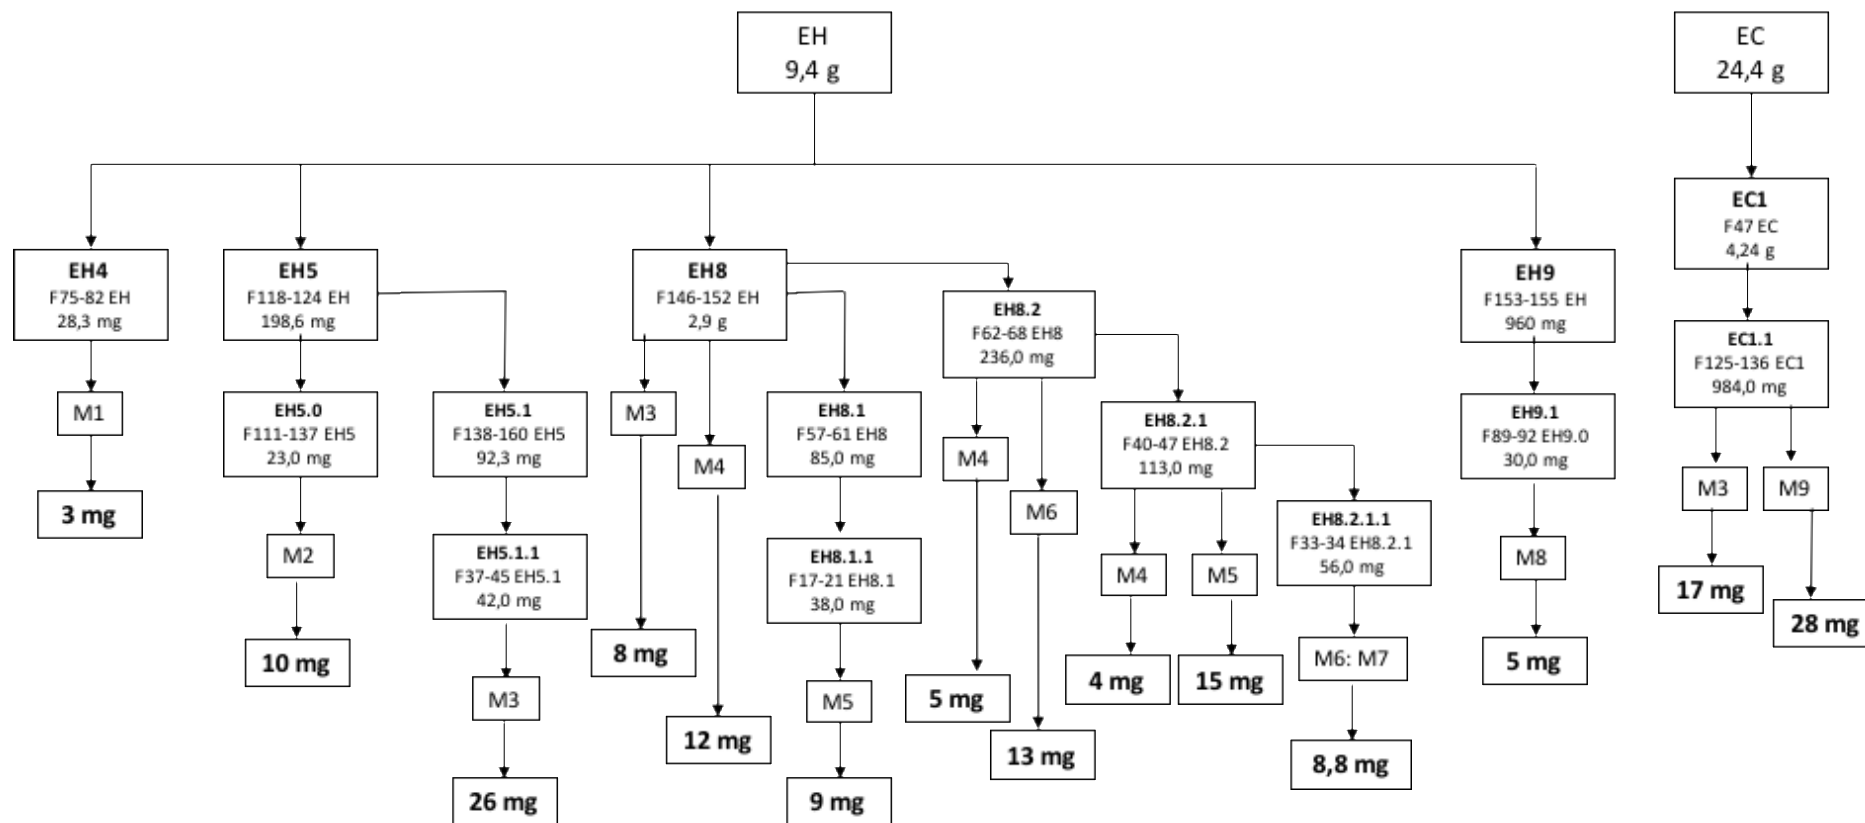 EH
9,4 g
EC
24,4 g
EC1
F47 EC
4,24 g
EH4
F75-82 EH
28,3 mg
EH5
F118-124 EH
198,6 mg
EH8
F146-152 EH
2,9 g
EH9
F153-155 EH
960 mg
EH8.2
F62-68 EH8
236,0 mg
EC1.1
F125-136 EC1
984,0 mg
M1
EH5.0
F111-137 EH5
23,0 mg
EH5.1
F138-160 EH5
92,3 mg
M3
M4
EH8.1
F57-61 EH8
85,0 mg
M4
M6
EH8.2.1
F40-47 EH8.2
113,0 mg
EH9.1
F89-92 EH9.0
30,0 mg
M3
M9
3 mg
M2
EH5.1.1
F37-45 EH5.1
42,0 mg
EH8.1.1
F17-21 EH8.1
38,0 mg
M4
M5
EH8.2.1.1
F33-34 EH8.2.1
56,0 mg
M8
17 mg
28 mg
10 mg
M3
8 mg
12 mg
M5
5 mg
13 mg
4 mg
15 mg
M6: M7
5 mg
26 mg
9 mg
8,8 mg